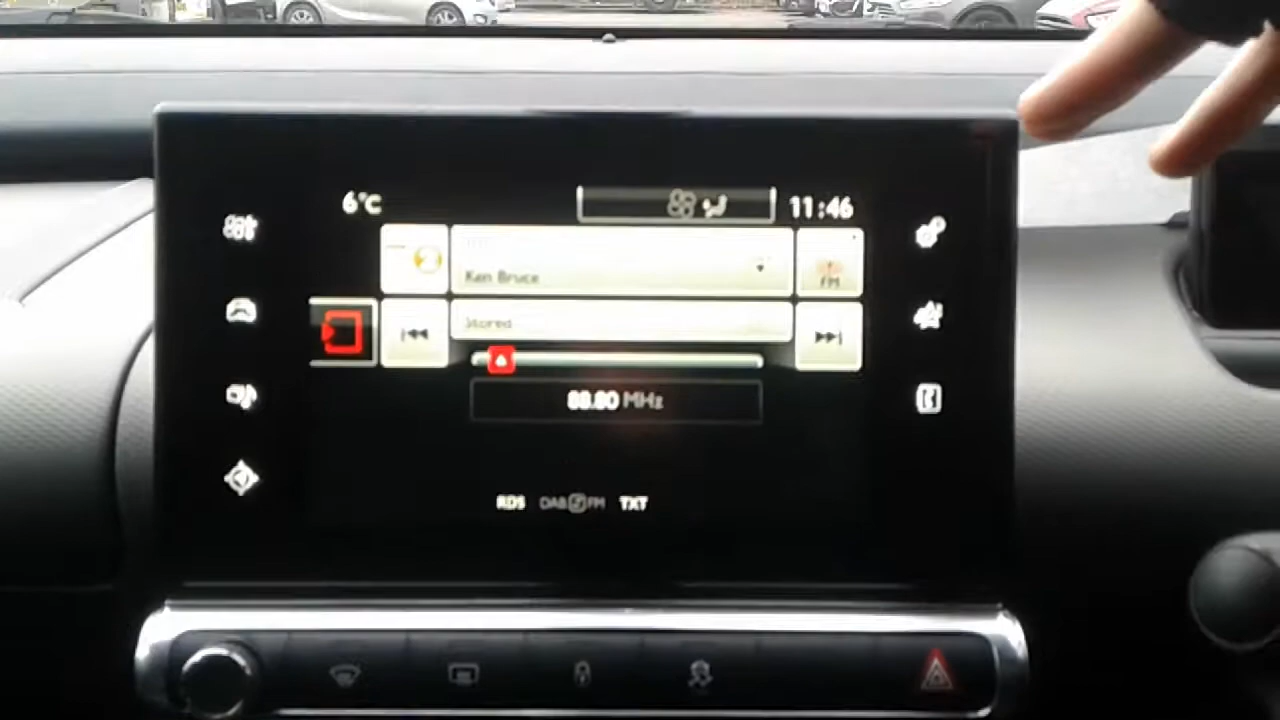 6°C
11:46
Ken Bruce
FM
Stored
88.80 MHz
RDS DAB FM TXT